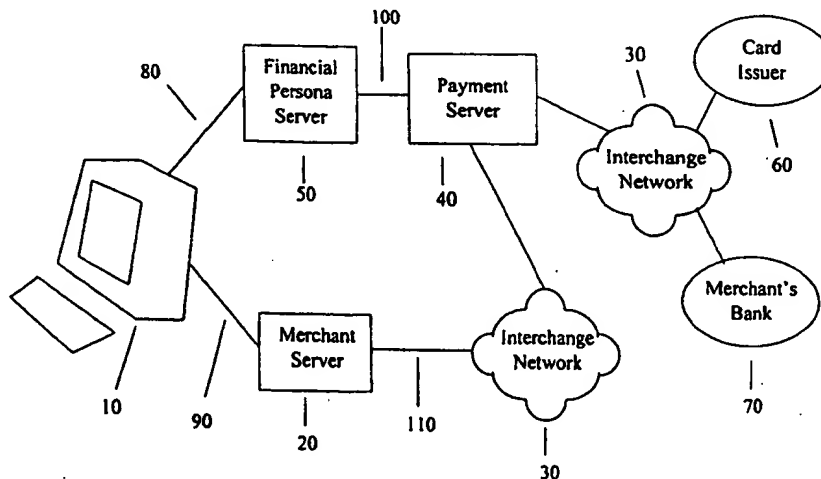 100
80
Financial
Persona
Server
50
Payment
Server
40
30
Card
Issuer
60
Interchange
Network
Merchant's
Bank
70
10
90
Merchant
Server
20
110
Interchange
Network
30